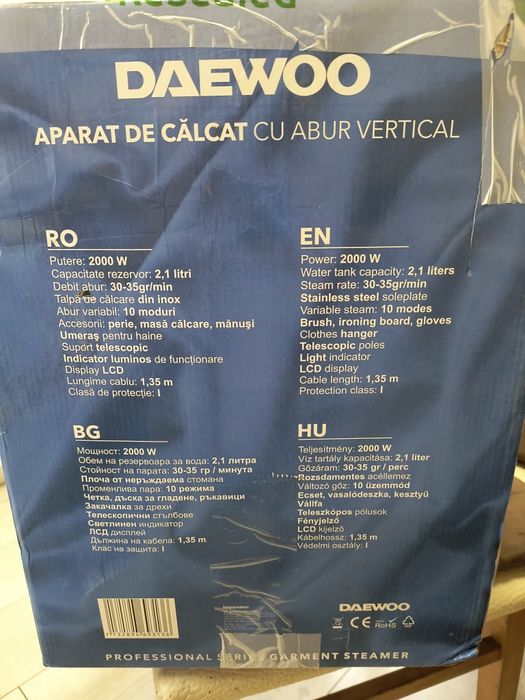 DAEWOO
APARAT DE CĂLCAT CU ABUR VERTICAL
RO
Putere: 2000 W
Capacitate rezervor: 2,1 litri
Debit abur: 30-35gr/min
Talpă de călcare din inox
Abur variabil: 10 moduri
Accesorii: perie, masă călcare, mănuși
Umeraș pentru haine
Suport telescopic
Indicator luminos de funcționare
Display LCD
Lungime cablu: 1,35 m
Clasă de protecție: I
EN
Power: 2000 W
Water tank capacity: 2,1 liters
Steam rate: 30-35gr/min
Stainless steel soleplate
Variable steam: 10 modes
Brush, ironing board, gloves
Clothes hanger
Telescopic poles
Light indicator
LCD display
Cable length: 1,35 m
Protection class: I
BG
Мощност: 2000 W
Обем на резервоара за вода: 2,1 литра
Стойност на парата: 30-35 гр / минута
Плоча от неръждаема стомана
Променлива пара: 10 режима
Четка, дъска за гладене, ръкавици
Закачалка за дрехи
Телескопични стълбове
Светлинен индикатор
ЛСД дисплей
Дължина на кабела: 1,35 m
Клас на защита: I
HU
Teljesítmény: 2000 W
Víz tartály kapacitása: 2,1 liter
Gőzáram: 30-35 gr / perc
Rozsdamentes acéllemez
Változó gőz: 10 üzemmód
Ecset, vasalódeszka, kesztyű
Vállfa
Teleszkópos pólusok
Fényjelző
LCD kijelző
Kábelhossz: 1,35 m
Védelmi osztály: I
Importator:
DAEWOO
CE RoHS
PROFESSIONAL SERIES GARMENT STEAMER